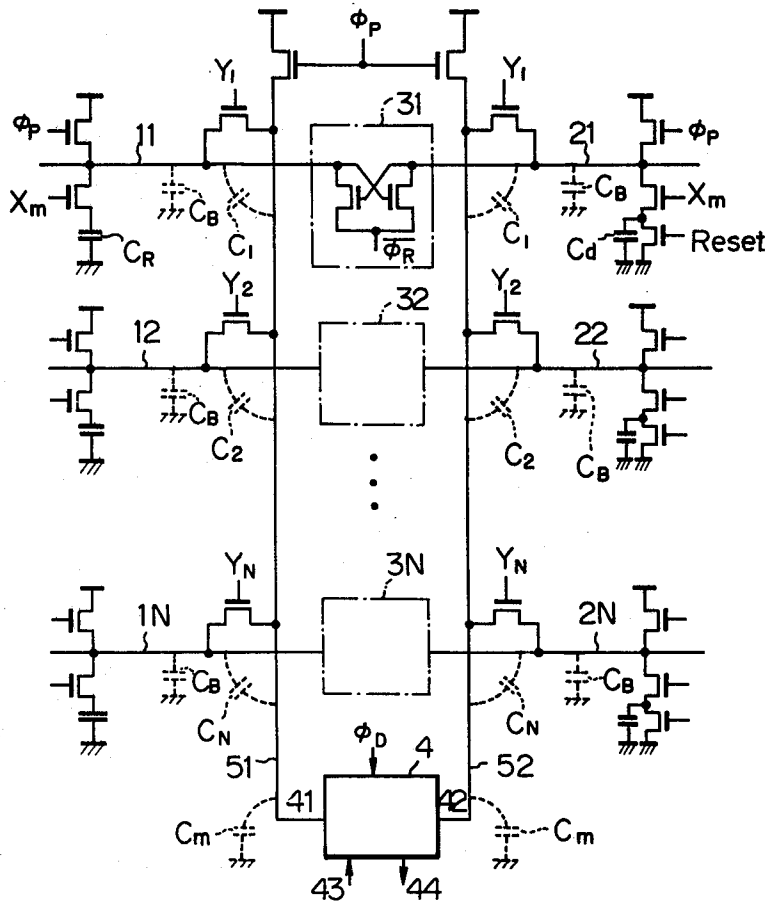 ΦP
Y1 Y1
31
ΦP 11 21 ΦP
Xm CB C1 CB Xm
CR ΦR C1 Cd Reset
Y2 Y2
32
12 22
CB C2 C2 CB
YN YN
3N
1N 2N
CB CN CN CB
ΦD
51 4 52
41 42
Cm Cm
43 44